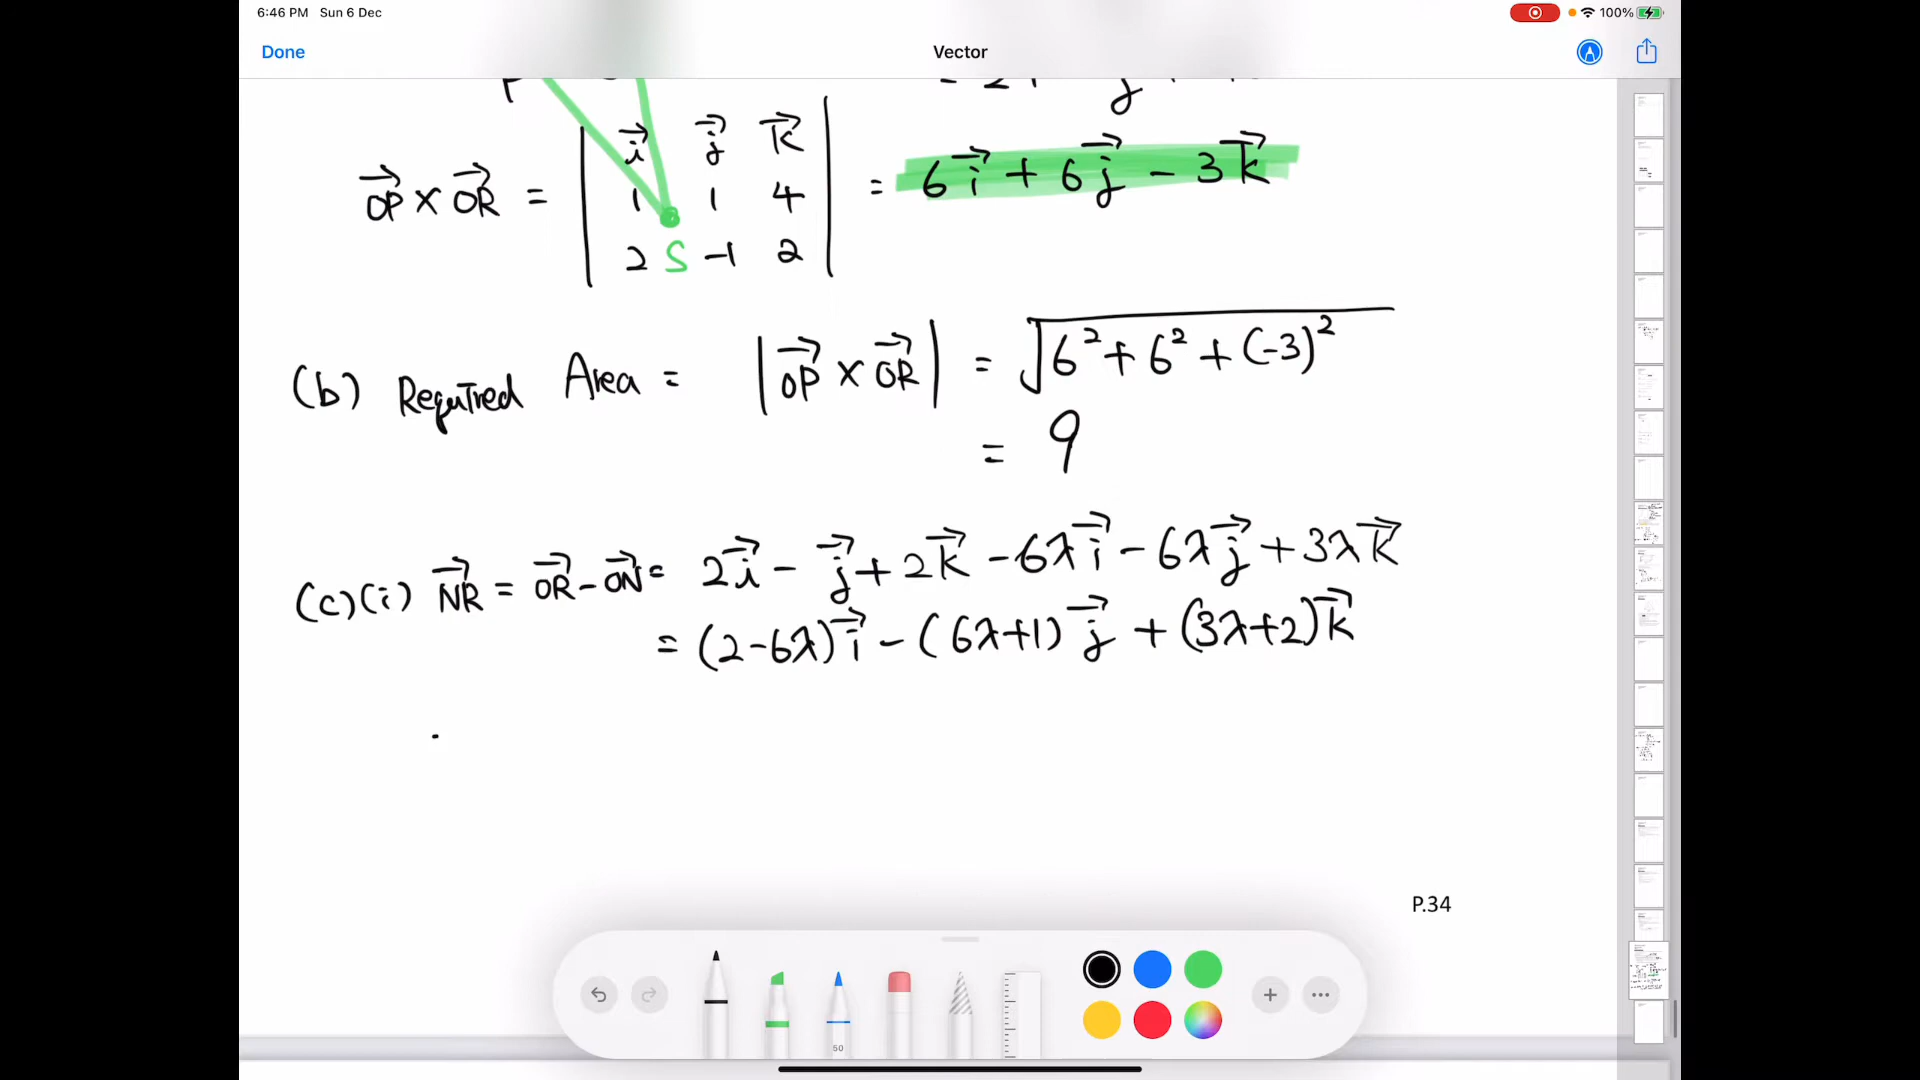 6:46 PM Sun 6 Dec 100%
Done Vector
P
i⃗ j⃗ k⃗
OP⃗ × OR⃗ = | 1 1 4 | = 6i⃗ + 6j⃗ − 3k⃗
2 S −1 2
(b) Required Area = |OP⃗ × OR⃗| = √(6² + 6² + (−3)²)
= 9
(c)(i) NR⃗ = OR⃗ − ON⃗ = 2i⃗ − j⃗ + 2k⃗ − 6λi⃗ − 6λj⃗ + 3λk⃗
= (2−6λ)i⃗ − (6λ+1)j⃗ + (3λ+2)k⃗
P.34
50